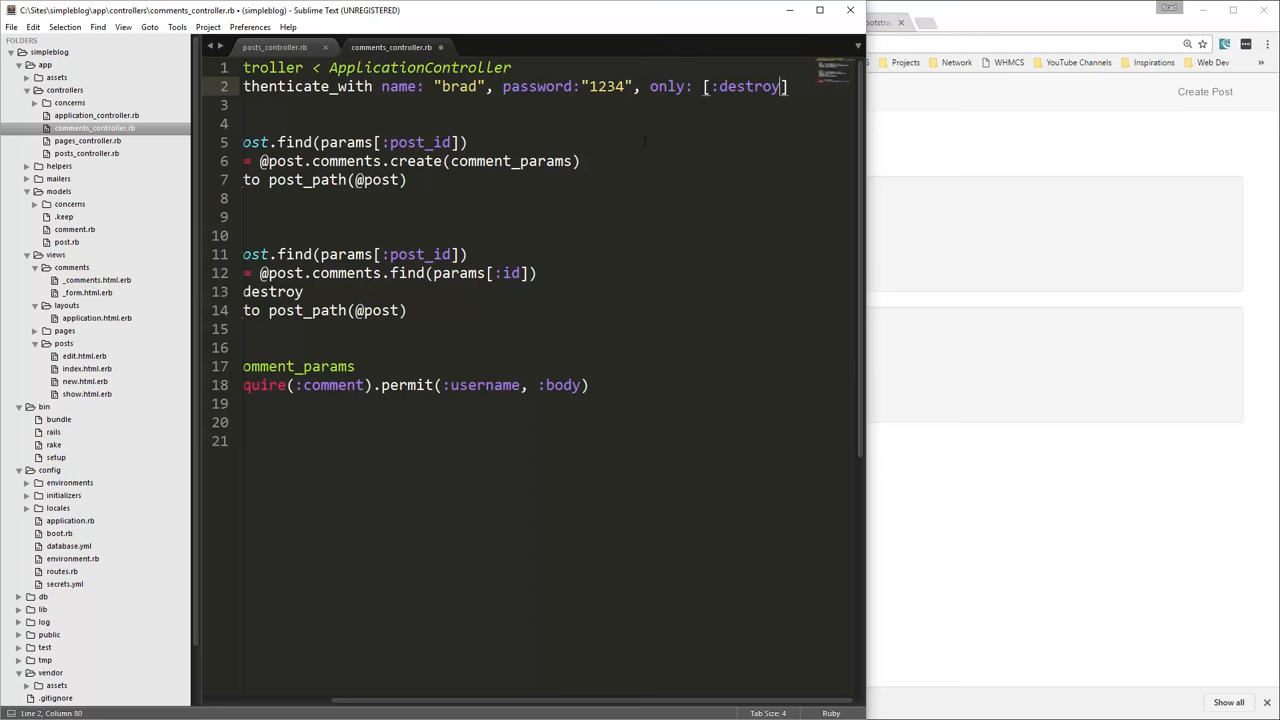 C:\Sites\simpleblog\app\controllers\comments_controller.rb • (simpleblog) - Sublime Text (UNREGISTERED)
Brad
File Edit Selection Find View Goto Tools Project Preferences Help
FOLDERS
simpleblog
app
assets
controllers
concerns
application_controller.rb
comments_controller.rb
pages_controller.rb
posts_controller.rb
helpers
mailers
models
concerns
.keep
comment.rb
post.rb
views
comments
_comments.html.erb
_form.html.erb
layouts
application.html.erb
pages
posts
edit.html.erb
index.html.erb
new.html.erb
show.html.erb
bin
bundle
rails
rake
setup
config
environments
initializers
locales
application.rb
boot.rb
database.yml
environment.rb
routes.rb
secrets.yml
db
lib
log
public
test
tmp
vendor
assets
.gitignore
posts_controller.rb comments_controller.rb
1 troller < ApplicationController
2 thenticate_with name: "brad", password:"1234", only: [:destroy]
3
4
5 ost.find(params[:post_id])
6 = @post.comments.create(comment_params)
7 to post_path(@post)
8
9
10
11 ost.find(params[:post_id])
12 = @post.comments.find(params[:id])
13 destroy
14 to post_path(@post)
15
16
17 omment_params
18 quire(:comment).permit(:username, :body)
19
20
21
Line 2, Column 80 Tab Size: 4 Ruby
ootstrap
Projects WHMCS YouTube Channels Inspirations Web Dev
Create Post
Show all